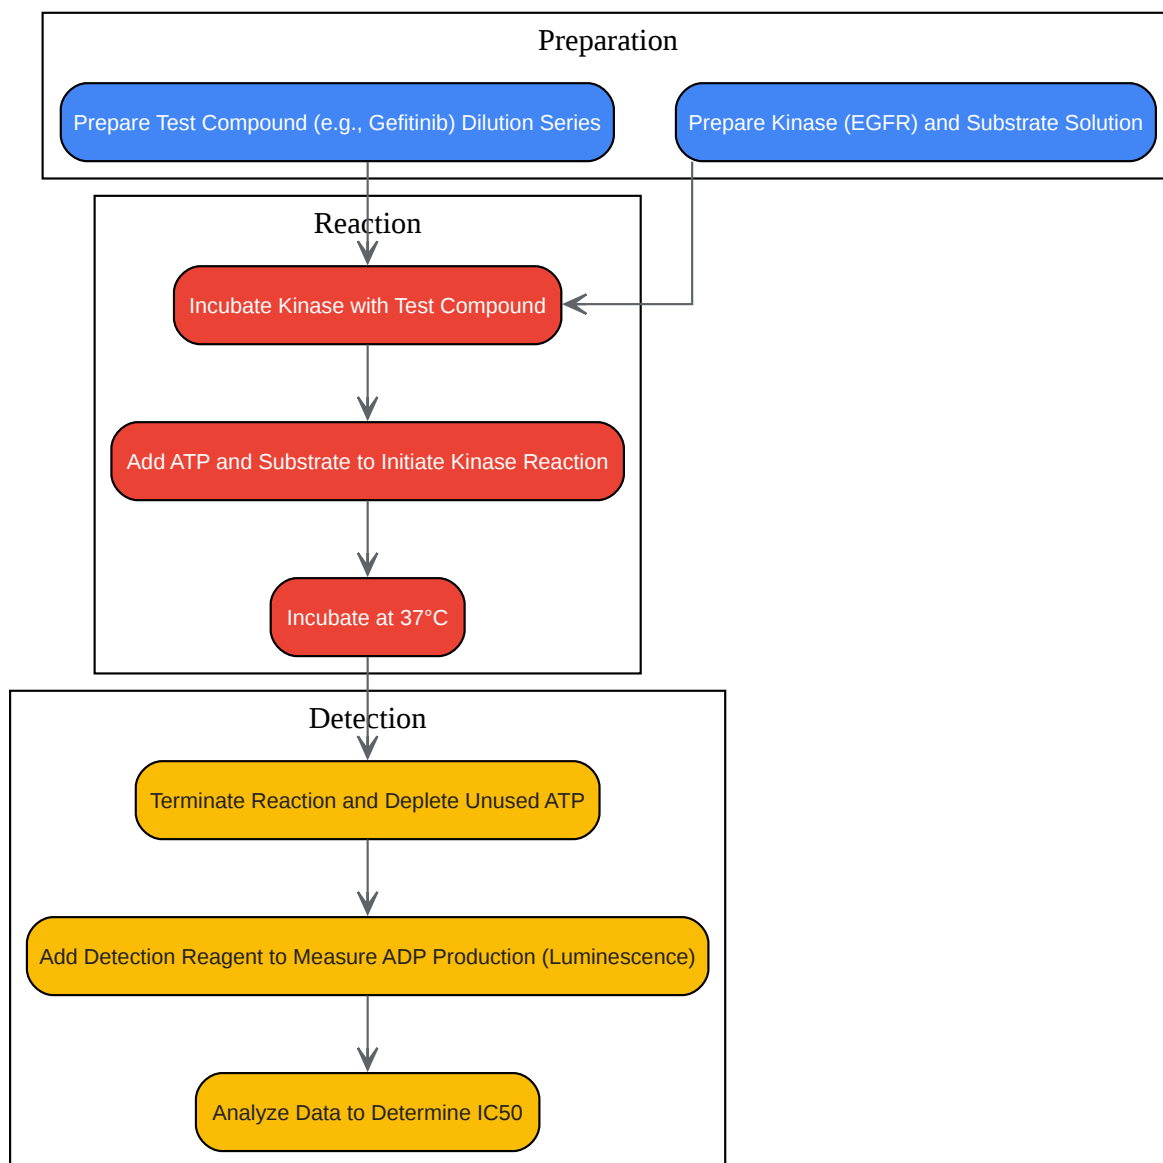 Preparation
Prepare Test Compound (e.g., Gefitinib) Dilution Series
Prepare Kinase (EGFR) and Substrate Solution
Reaction
Incubate Kinase with Test Compound
Add ATP and Substrate to Initiate Kinase Reaction
Incubate at 37°C
Detection
Terminate Reaction and Deplete Unused ATP
Add Detection Reagent to Measure ADP Production (Luminescence)
Analyze Data to Determine IC50